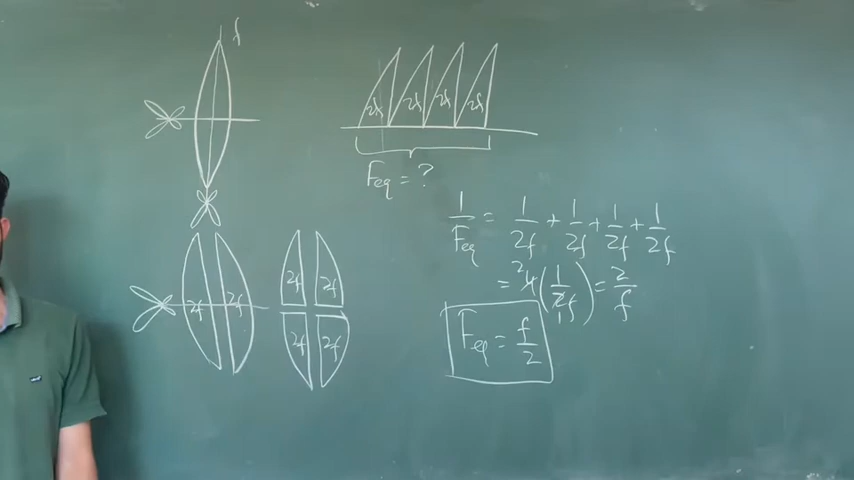 f
2f 2f 2f 2f
Feq = ?
1/Feq = 1/2f + 1/2f + 1/2f + 1/2f
= 4(1/2f) = 2/f
Feq = f/2
2f 2f
2f 2f
2f 2f